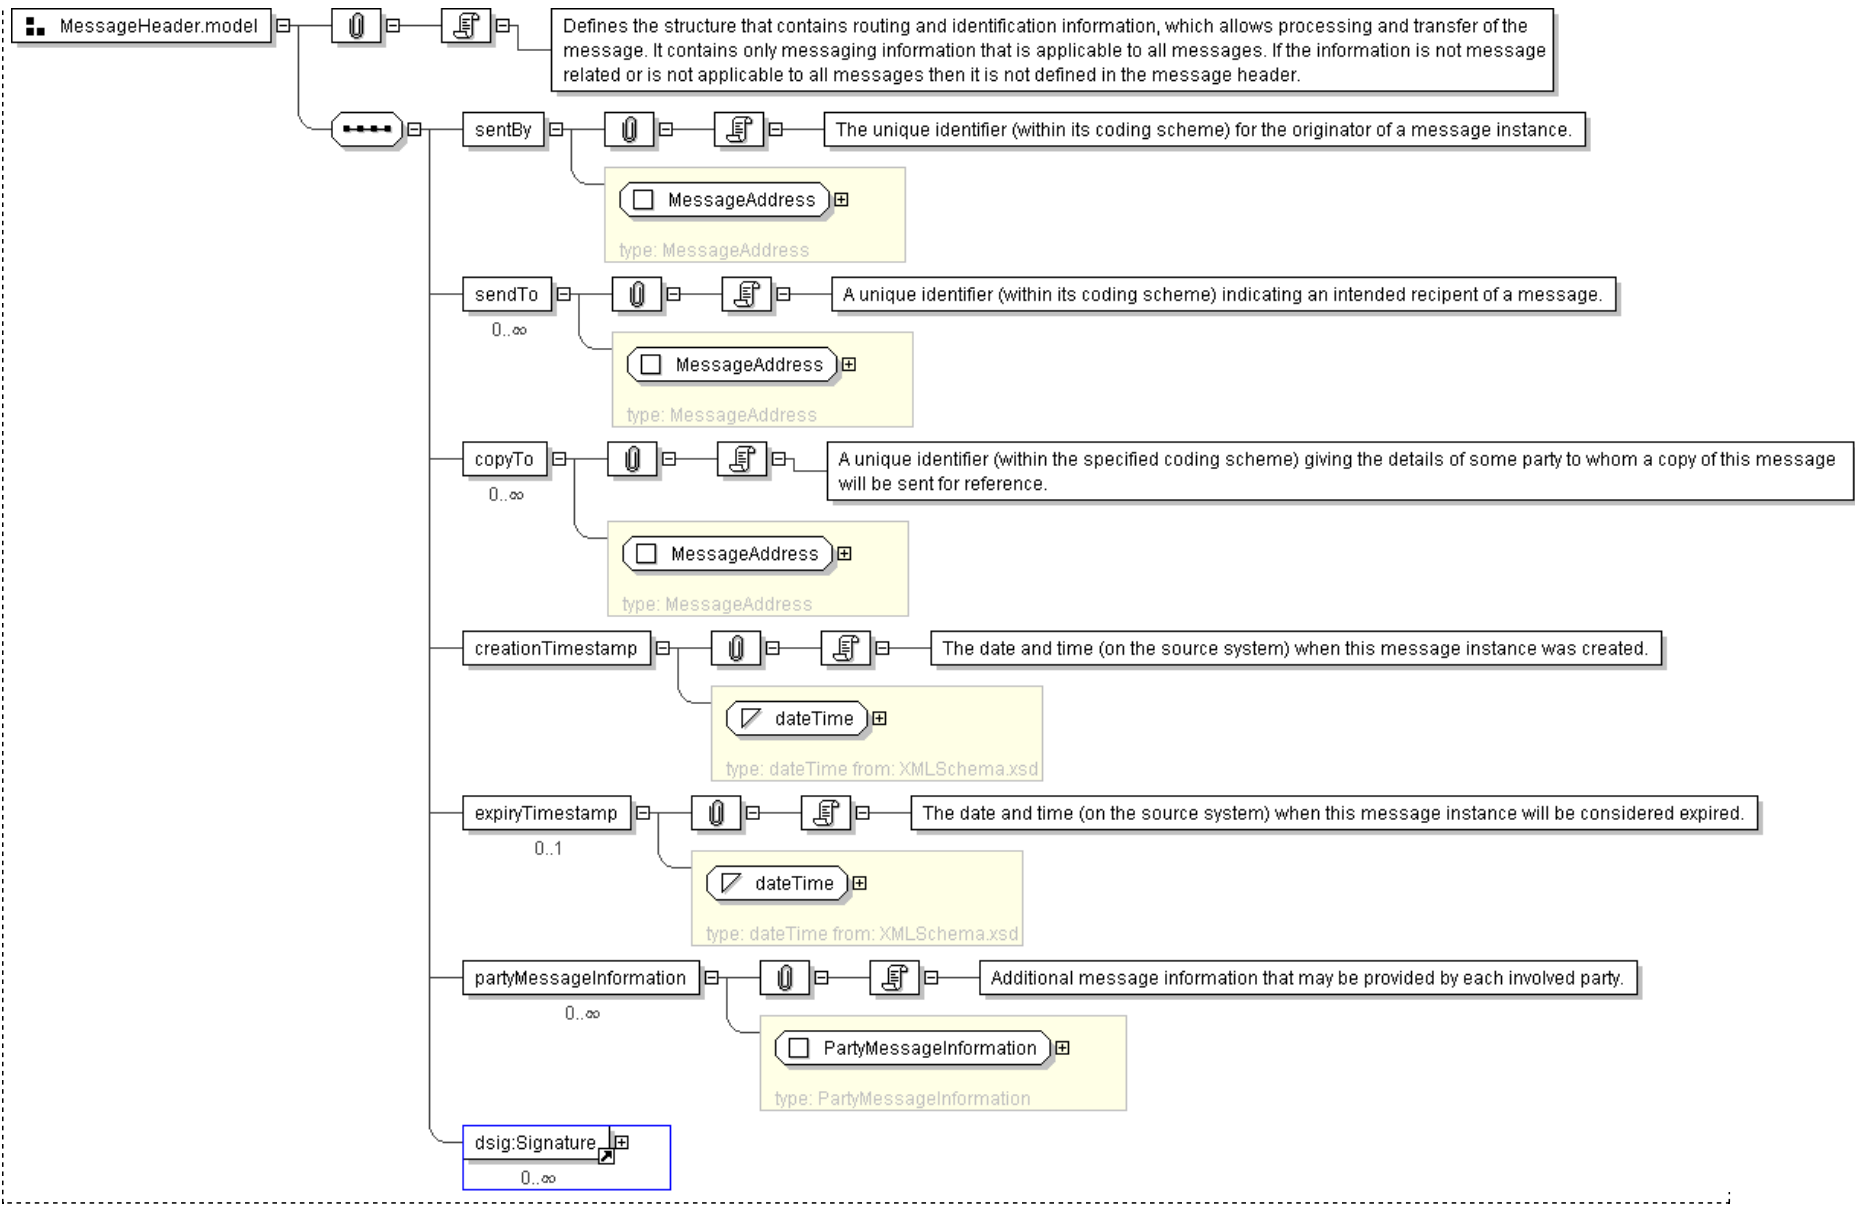 MessageHeader.model
Defines the structure that contains routing and identification information, which allows processing and transfer of the
message. It contains only messaging information that is applicable to all messages. If the information is not message
related or is not applicable to all messages then it is not defined in the message header.
sentBy
The unique identifier (within its coding scheme) for the originator of a message instance.
MessageAddress
type: MessageAddress
sendTo
A unique identifier (within its coding scheme) indicating an intended recipent of a message.
0..∞
MessageAddress
type: MessageAddress
copyTo
A unique identifier (within the specified coding scheme) giving the details of some party to whom a copy of this message
will be sent for reference.
0..∞
MessageAddress
type: MessageAddress
creationTimestamp
The date and time (on the source system) when this message instance was created.
dateTime
type: dateTime from: XMLSchema.xsd
expiryTimestamp
The date and time (on the source system) when this message instance will be considered expired.
0..1
dateTime
type: dateTime from: XMLSchema.xsd
partyMessageInformation
Additional message information that may be provided by each involved party.
0..∞
PartyMessageInformation
type: PartyMessageInformation
dsig:Signature
0..∞